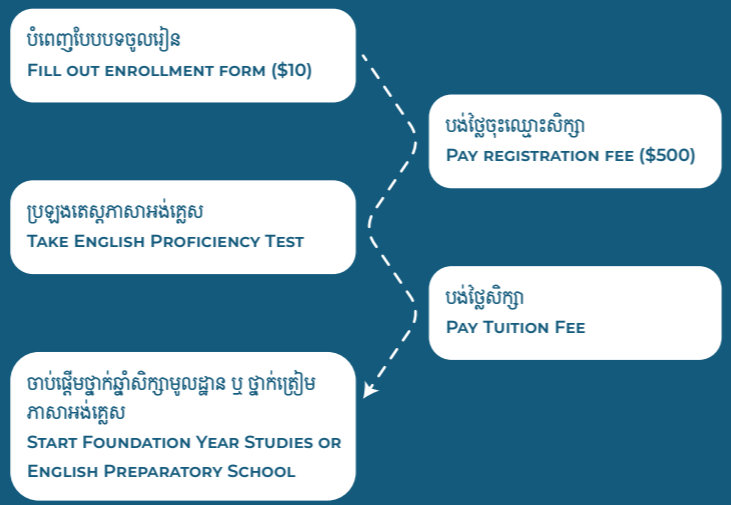 បំពេញបែបបទចូលរៀន
Fill out enrollment form ($10)
បង់ថ្លៃចុះឈ្មោះសិក្សា
Pay registration fee ($500)
ប្រឡងតេស្តភាសាអង់គ្លេស
Take English Proficiency Test
បង់ថ្លៃសិក្សា
Pay Tuition Fee
ចាប់ផ្តើមថ្នាក់ឆ្នាំសិក្សាមូលដ្ឋាន ឬ ថ្នាក់ត្រៀម
ភាសាអង់គ្លេស
Start Foundation Year Studies or
English Preparatory School